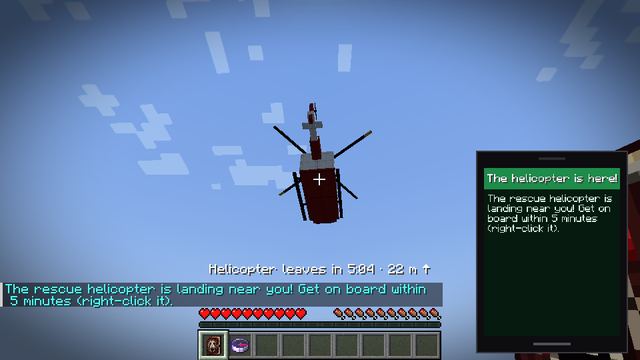 The helicopter is here!
The rescue helicopter is
landing near you! Get on
board within 5 minutes
(right-click it).
Helicopter leaves in 5:04 · 22 m ↑
The rescue helicopter is landing near you! Get on board within
5 minutes (right-click it).